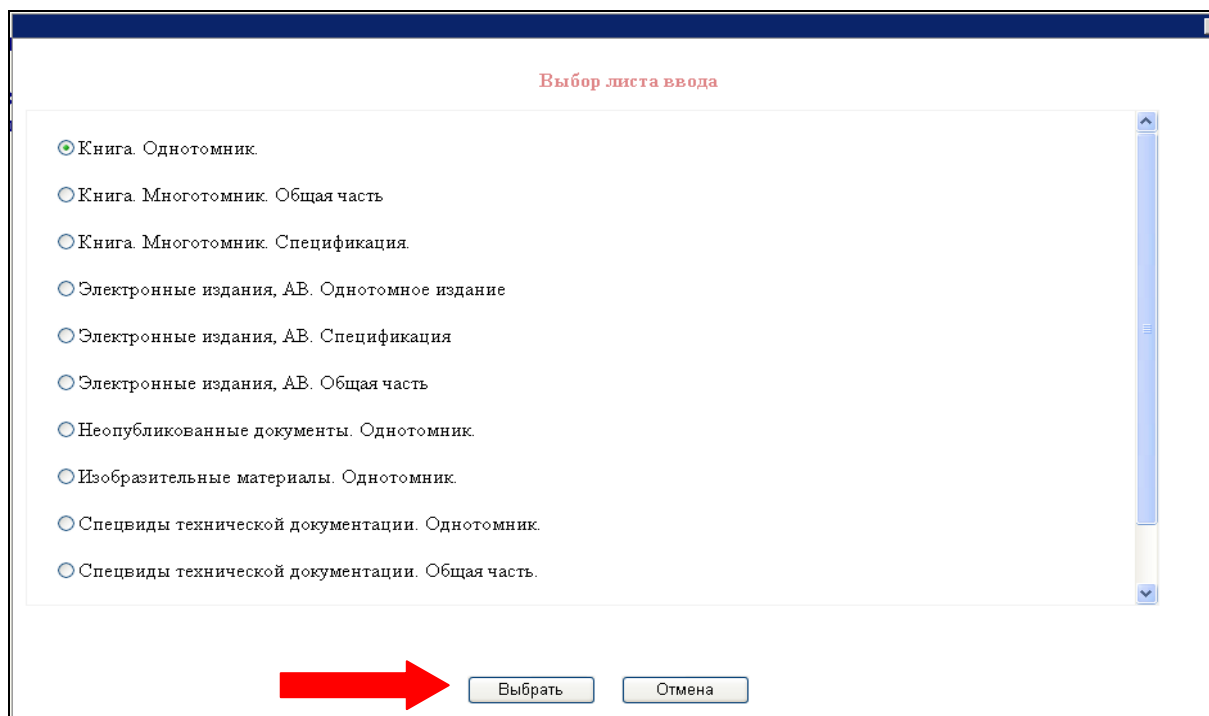 Выбор листа ввода
Книга. Однотомник.
Книга. Многотомник. Общая часть
Книга. Многотомник. Спецификация.
Электронные издания, АВ. Однотомное издание
Электронные издания, АВ. Спецификация
Электронные издания, АВ. Общая часть
Неопубликованные документы. Однотомник.
Изобразительные материалы. Однотомник.
Спецвиды технической документации. Однотомник.
Спецвиды технической документации. Общая часть.
Выбрать Отмена